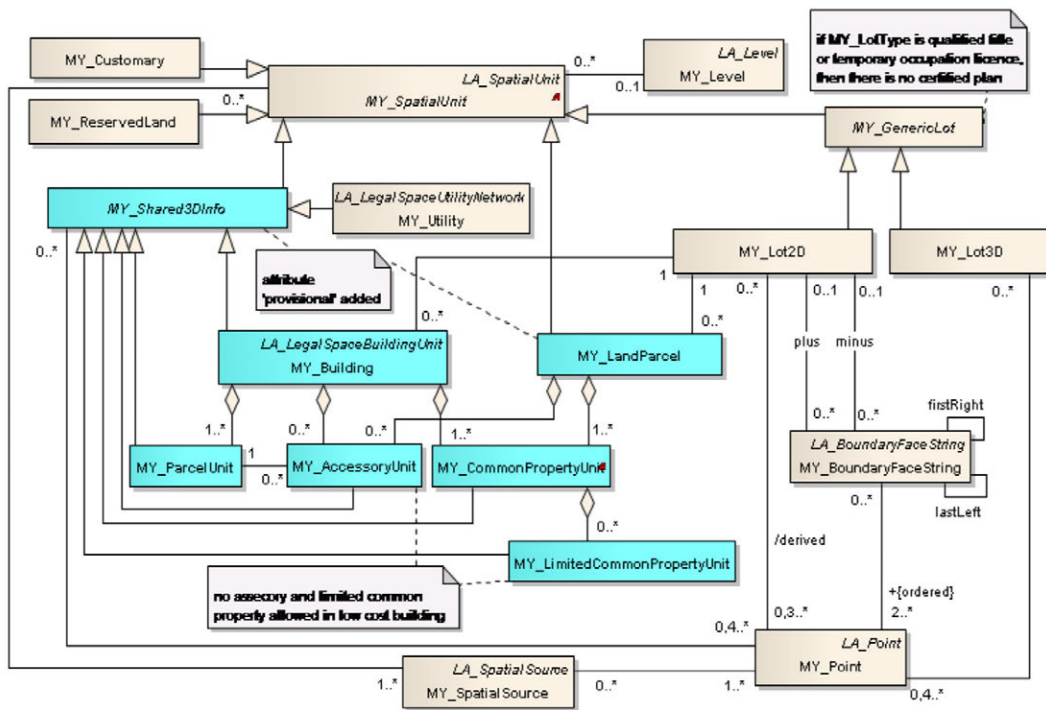 MY_Customary
LA_SpatialUnit
MY_SpatialUnit
0..*
0..1
LA_Level
MY_Level
if MY_LotType is qualified title
or temporary occupation licence,
then there is no certified plan
0..*
MY_ReservedLand
MY_GenericLot
MY_Shared3DInfo
LA_LegalSpaceUtilityNetwork
MY_Utility
0..*
attribute
'provisional' added
MY_Lot2D
MY_Lot3D
1
1
0..*
0..1
0..1
0..*
0..*
0..*
LA_LegalSpaceBuildingUnit
MY_Building
MY_LandParcel
plus
minus
1..*
0..*
0..*
1..*
1..*
0..*
0..*
firstRight
MY_ParcelUnit
1
0..*
MY_AccessoryUnit
MY_CommonPropertyUnit
LA_BoundaryFaceString
MY_BoundaryFaceString
0..*
lastLeft
0..*
MY_LimitedCommonPropertyUnit
/derived
no assecory and limited common
property allowed in low cost building
+{ordered}
0,3..*
2..*
0,4..*
LA_Point
MY_Point
LA_SpatialSource
MY_SpatialSource
1..*
0..*
1..*
0,4..*